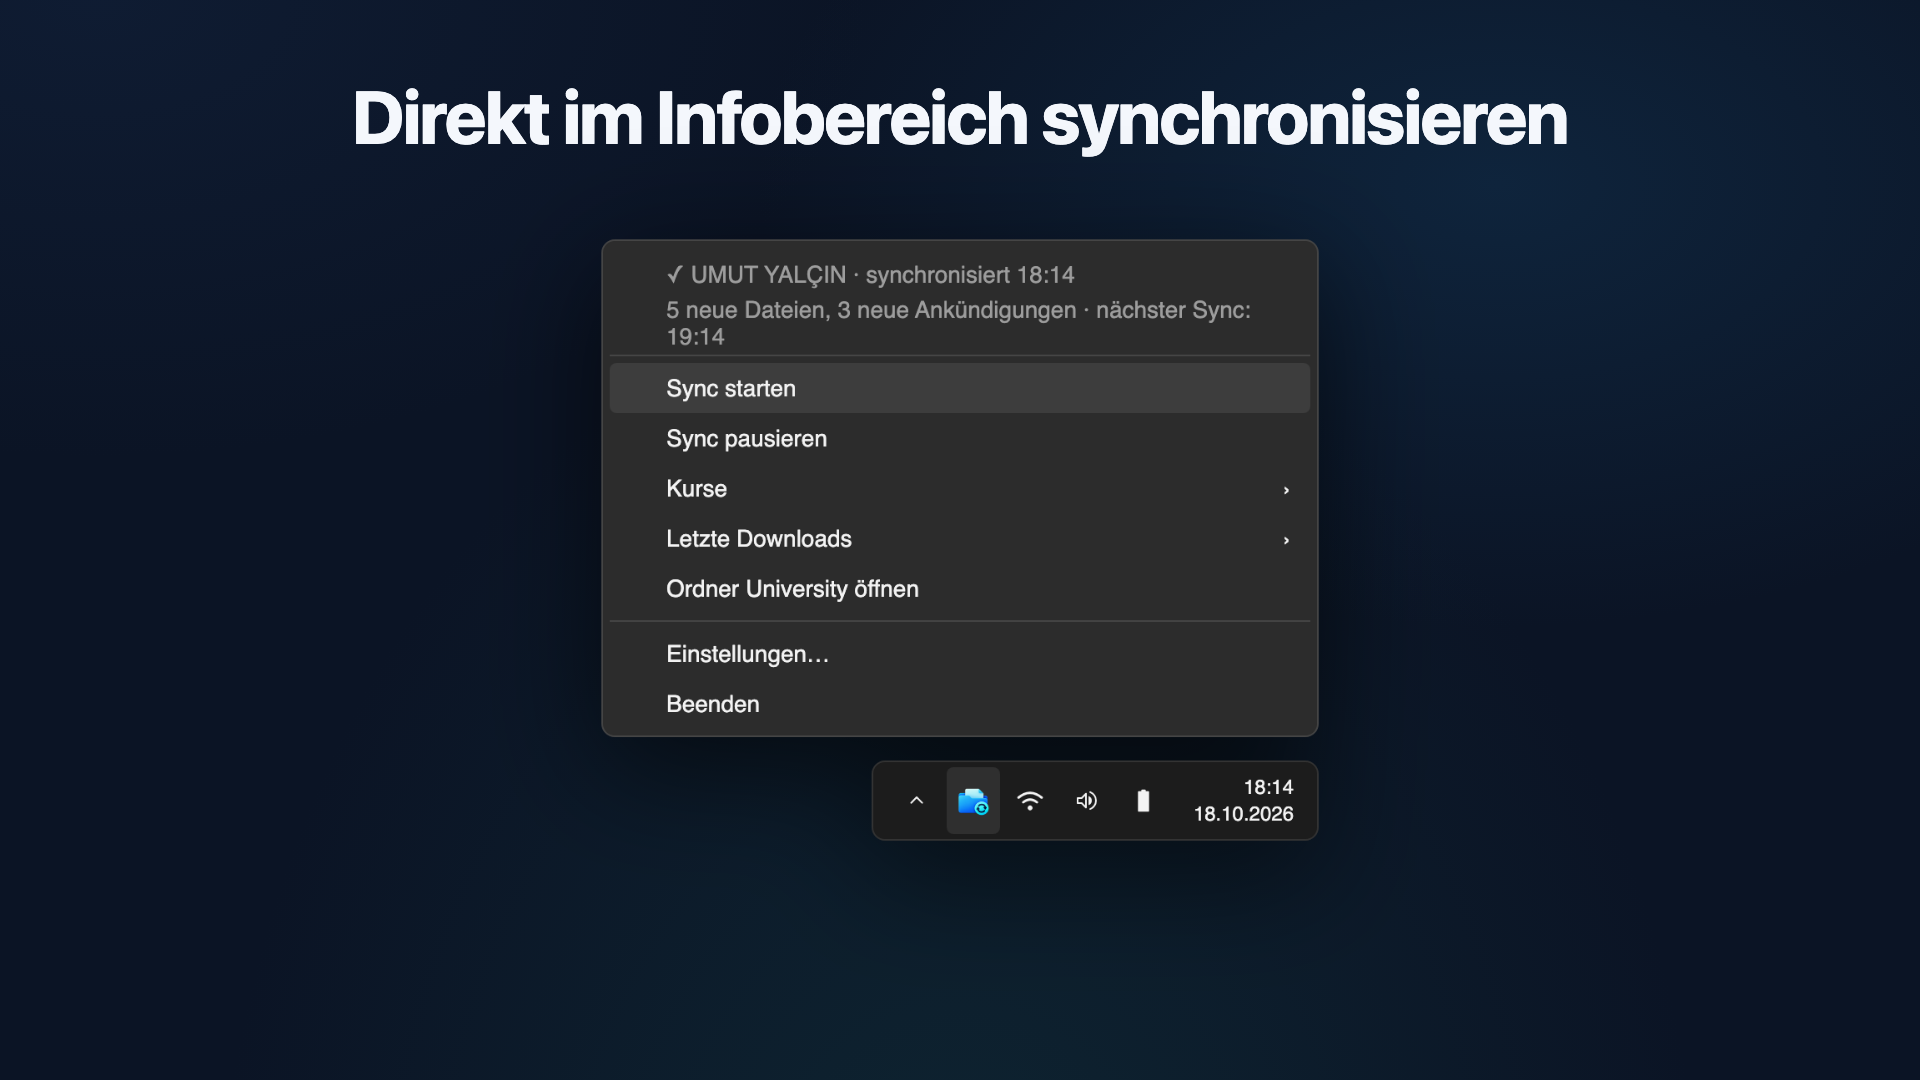 Direkt im Infobereich synchronisieren
✓ UMUT YALÇIN · synchronisiert 18:14
5 neue Dateien, 3 neue Ankündigungen · nächster Sync:
19:14
Sync starten
Sync pausieren
Kurse ›
Letzte Downloads ›
Ordner University öffnen
Einstellungen…
Beenden
18:14
18.10.2026